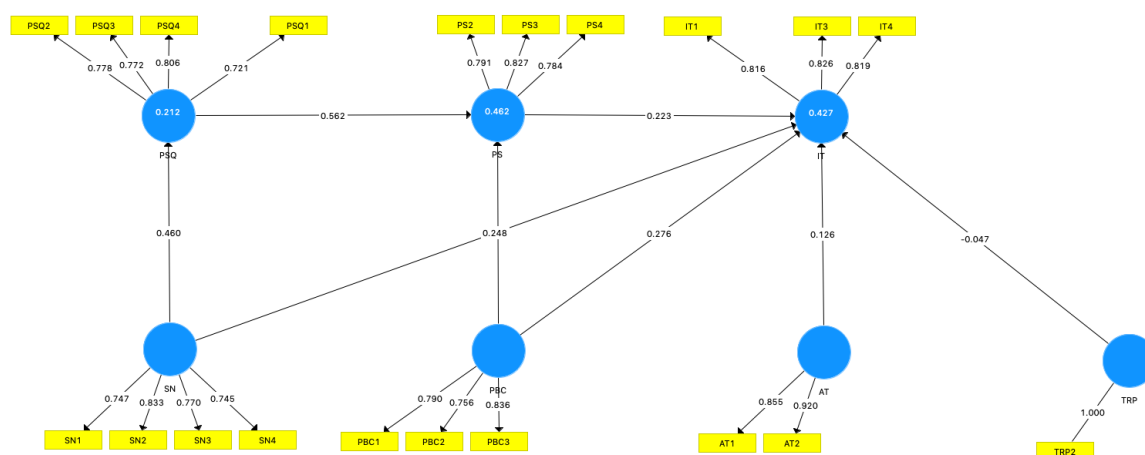 PSQ2 PSQ3 PSQ4 PSQ1 PS2 PS3 PS4 IT1 IT3 IT4
0.778 0.772 0.806 0.721 0.791 0.827 0.784 0.816 0.826 0.819
0.212 0.562 0.462 0.223 0.427
PSQ PS IT
0.460 0.248 0.276 0.126 -0.047
SN PBC AT TRP
0.747 0.833 0.770 0.745 0.790 0.756 0.836 0.855 0.920 1.000
SN1 SN2 SN3 SN4 PBC1 PBC2 PBC3 AT1 AT2 TRP2